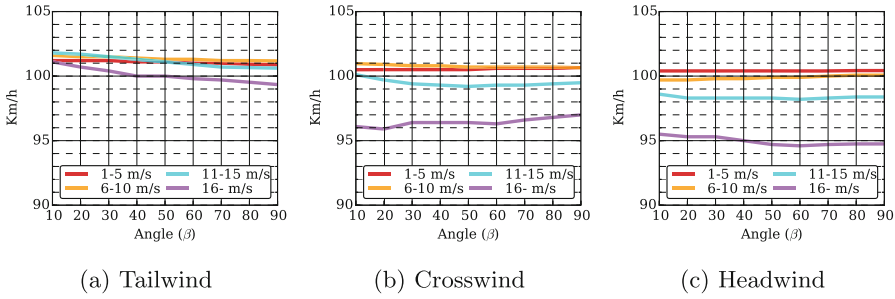 105
100
95
90
Km/h
10 20 30 40 50 60 70 80 90
Angle (β)
1-5 m/s
6-10 m/s
11-15 m/s
16- m/s
(a) Tailwind
105
100
95
90
Km/h
10 20 30 40 50 60 70 80 90
Angle (β)
1-5 m/s
6-10 m/s
11-15 m/s
16- m/s
(b) Crosswind
105
100
95
90
Km/h
10 20 30 40 50 60 70 80 90
Angle (β)
1-5 m/s
6-10 m/s
11-15 m/s
16- m/s
(c) Headwind